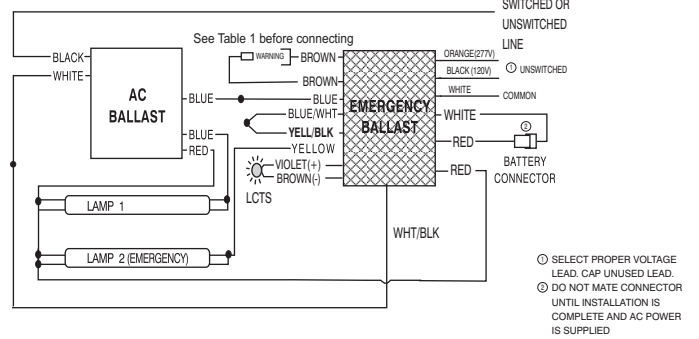 SWITCHED OR
UNSWITCHED
LINE
See Table 1 before connecting
BLACK
WHITE
AC
BALLAST
BLUE
BLUE
RED
WARNING
BROWN
BROWN
BLUE
BLUE/WHT
YELL/BLK
YELLOW
VIOLET(+)
BROWN(-)
LCTS
EMERGENCY
BALLAST
ORANGE(277V)
BLACK (120V)
1 UNSWITCHED
WHITE
COMMON
WHITE
2
RED
BATTERY
CONNECTOR
RED
LAMP 1
LAMP 2 (EMERGENCY)
WHT/BLK
1 SELECT PROPER VOLTAGE
LEAD. CAP UNUSED LEAD.
2 DO NOT MATE CONNECTOR
UNTIL INSTALLATION IS
COMPLETE AND AC POWER
IS SUPPLIED